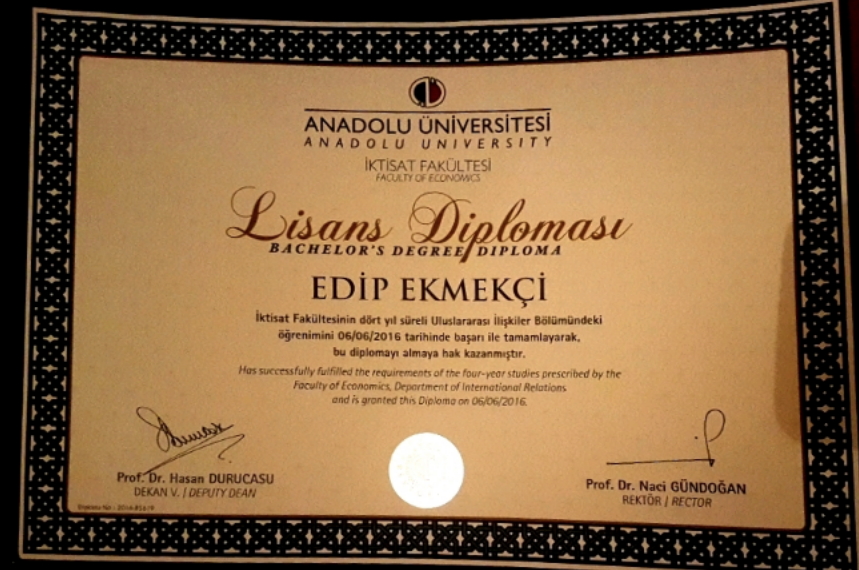 ANADOLU ÜNİVERSİTESİ
ANADOLU UNIVERSITY
İKTİSAT FAKÜLTESİ
FACULTY OF ECONOMICS
Lisans Diploması
BACHELOR'S DEGREE DIPLOMA
EDİP EKMEKÇİ
İktisat Fakültesinin dört yıl süreli Uluslararası İlişkiler Bölümündeki
öğrenimini 06/06/2016 tarihinde başarı ile tamamlayarak,
bu diplomayı almaya hak kazanmıştır.
Has successfully fulfilled the requirements of the four-year studies prescribed by the
Faculty of Economics, Department of International Relations
and is granted this Diploma on 06/06/2016.
Prof. Dr. Hasan DURUCASU
DEKAN V. / DEPUTY DEAN
Prof. Dr. Naci GÜNDOĞAN
REKTÖR / RECTOR
Diploma No